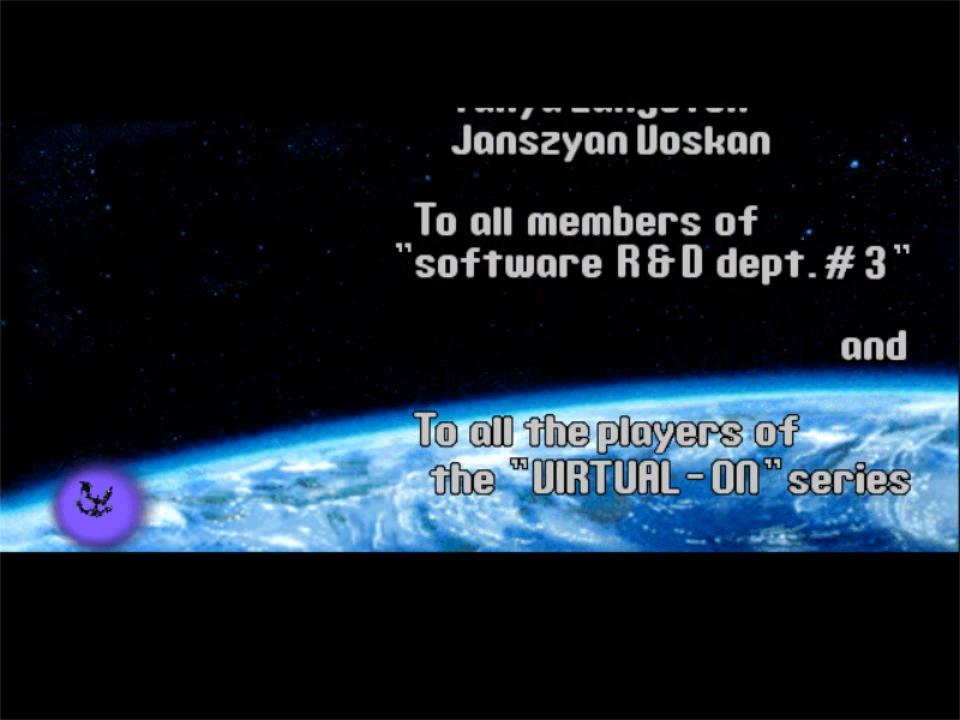 Janszyan Voskan
To all members of
"software R&D dept.#3"
and
To all the players of
the "VIRTUAL-ON" series